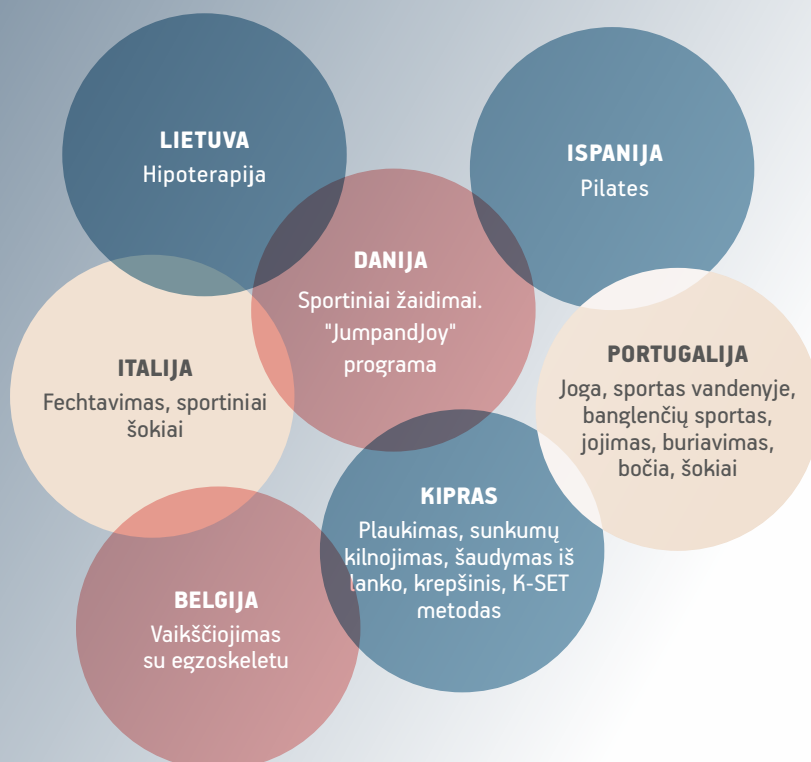 LIETUVA
Hipoterapija
ISPANIJA
Pilates
DANIJA
Sportiniai žaidimai.
"JumpandJoy"
programa
ITALIJA
Fechtavimas, sportiniai
šokiai
PORTUGALIJA
Joga, sportas vandenyje,
banglenčių sportas,
jojimas, buriavimas,
bočia, šokiai
KIPRAS
Plaukimas, sunkumų
kilnojimas, šaudymas iš
lanko, krepšinis, K-SET
metodas
BELGIJA
Vaikščiojimas
su egzoskeletu